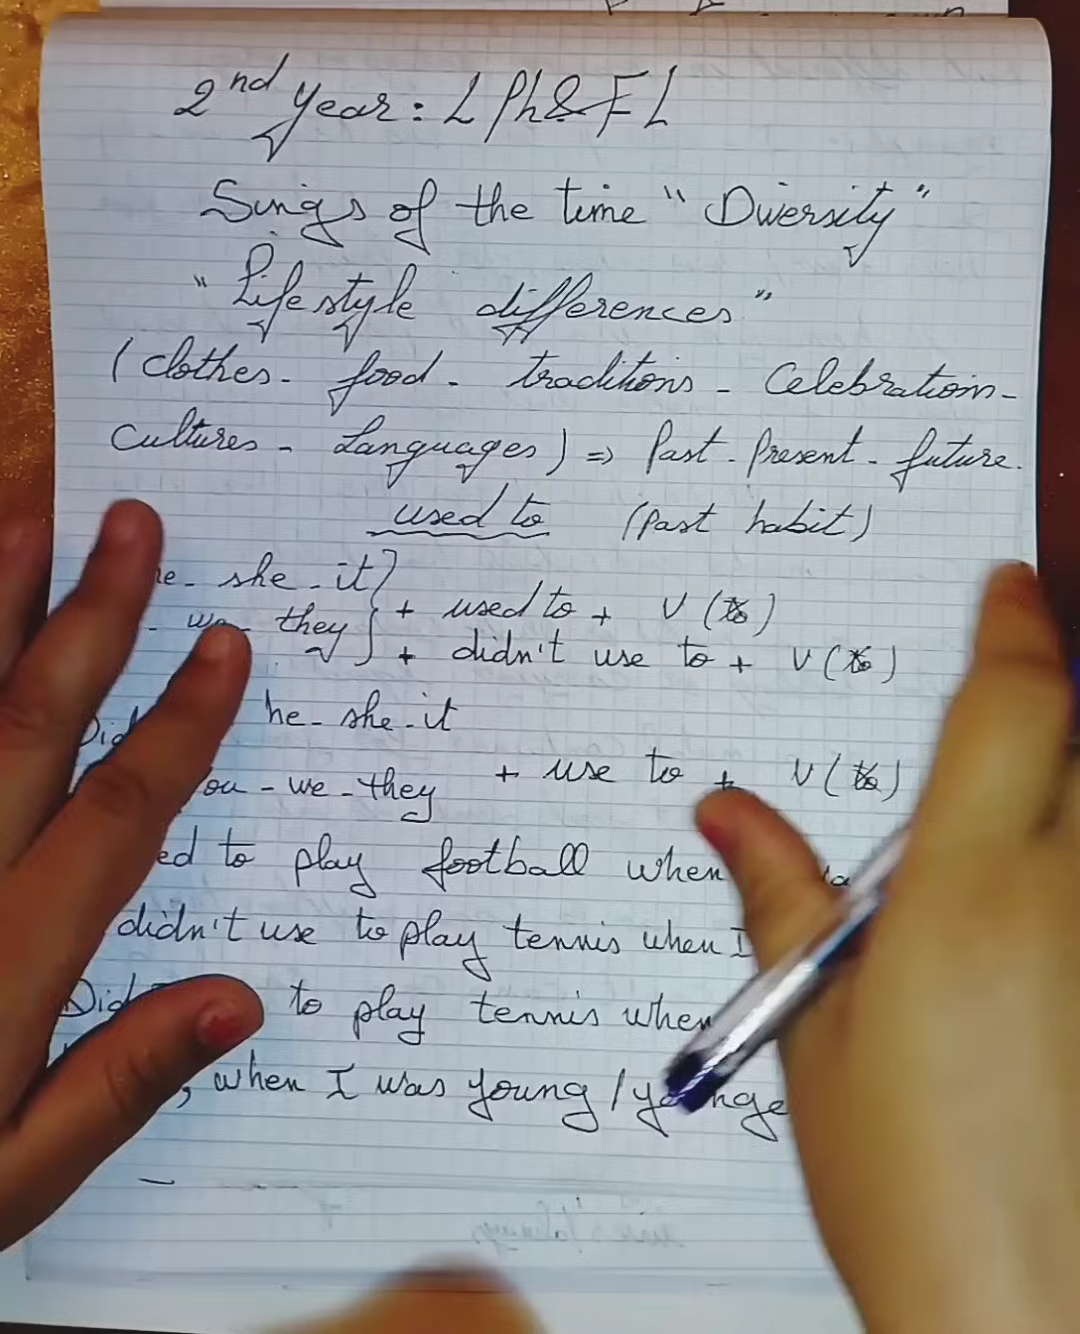 2nd year: L Ph & F L
Sings of the time "Diversity"
"Lifestyle differences"
(clothes - food - traditions - Celebrations -
Cultures - Languages) => Past - Present - future.
used to (Past habit)
he - she - it
we - they } + used to + V (to)
+ didn't use to + V (to)
he - she - it
you - we - they + use to + V (to)
to play football when
didn't use to play tennis when I
to play tennis when
, when I was young /